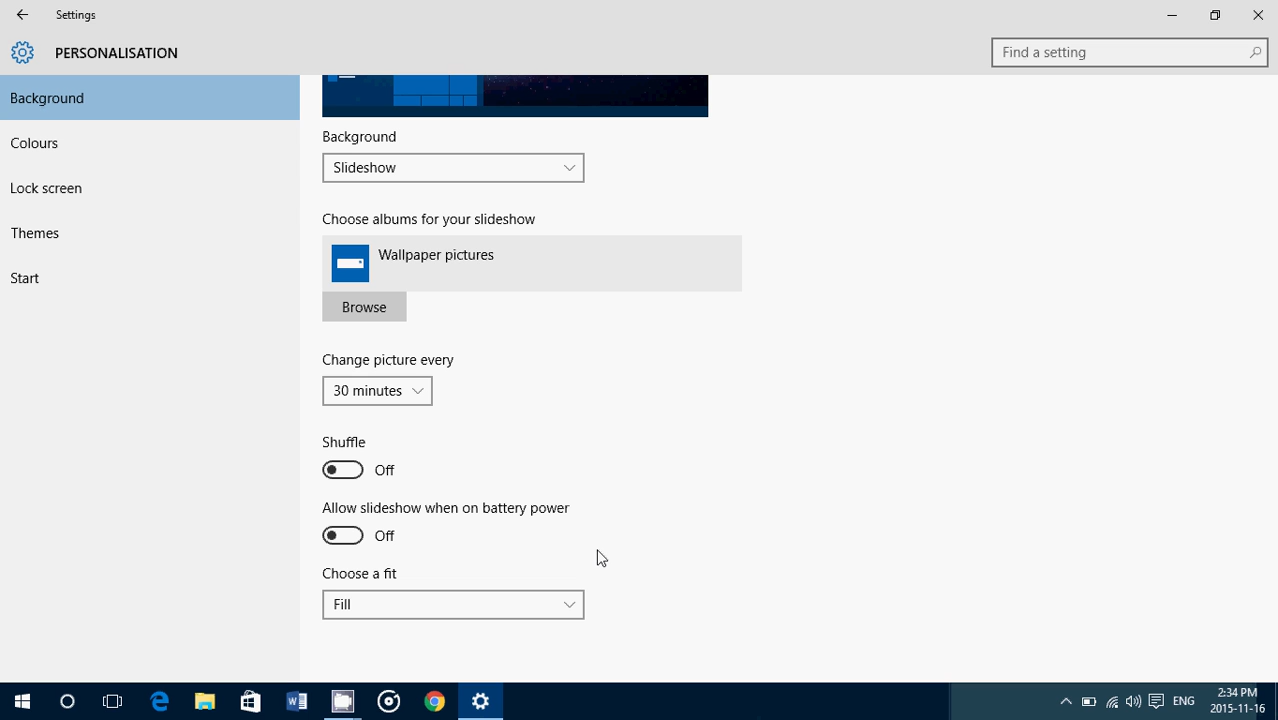 Settings
PERSONALISATION
Find a setting
Background
Colours
Lock screen
Themes
Start
Background
Slideshow
Choose albums for your slideshow
Wallpaper pictures
Browse
Change picture every
30 minutes
Shuffle
Off
Allow slideshow when on battery power
Off
Choose a fit
Fill
ENG
2:34 PM
2015-11-16